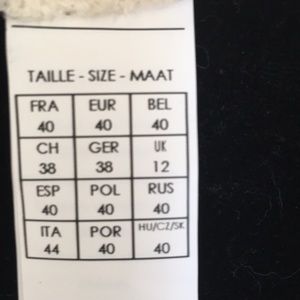 TAILLE - SIZE - MAAT
FRA EUR BEL
40 40 40
CH GER UK
38 38 12
ESP POL RUS
40 40 40
ITA POR HU/CZ/SK
44 40 40